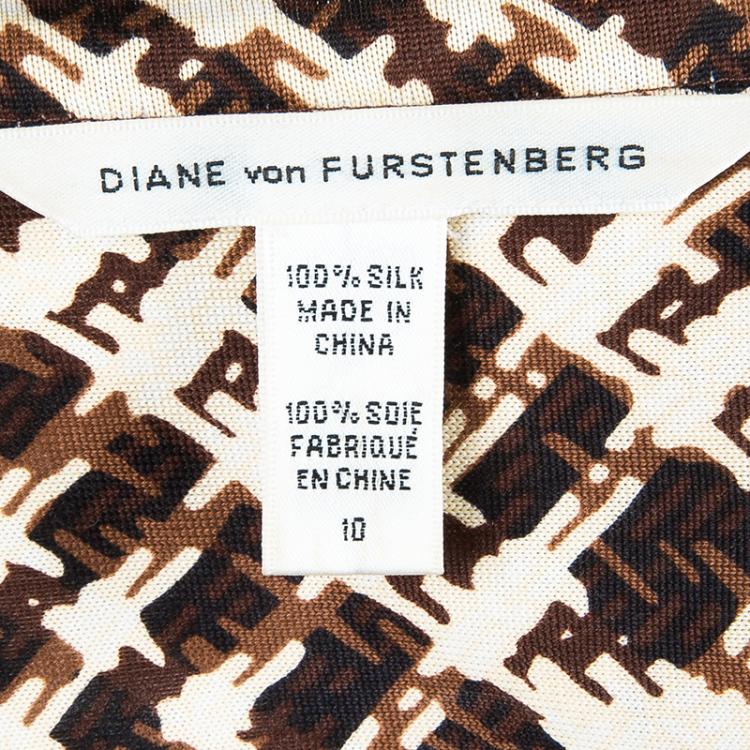 DIANE von FURSTENBERG
100% SILK
MADE IN
CHINA
100% SOIE
FABRIQUÉ
EN CHINE
10